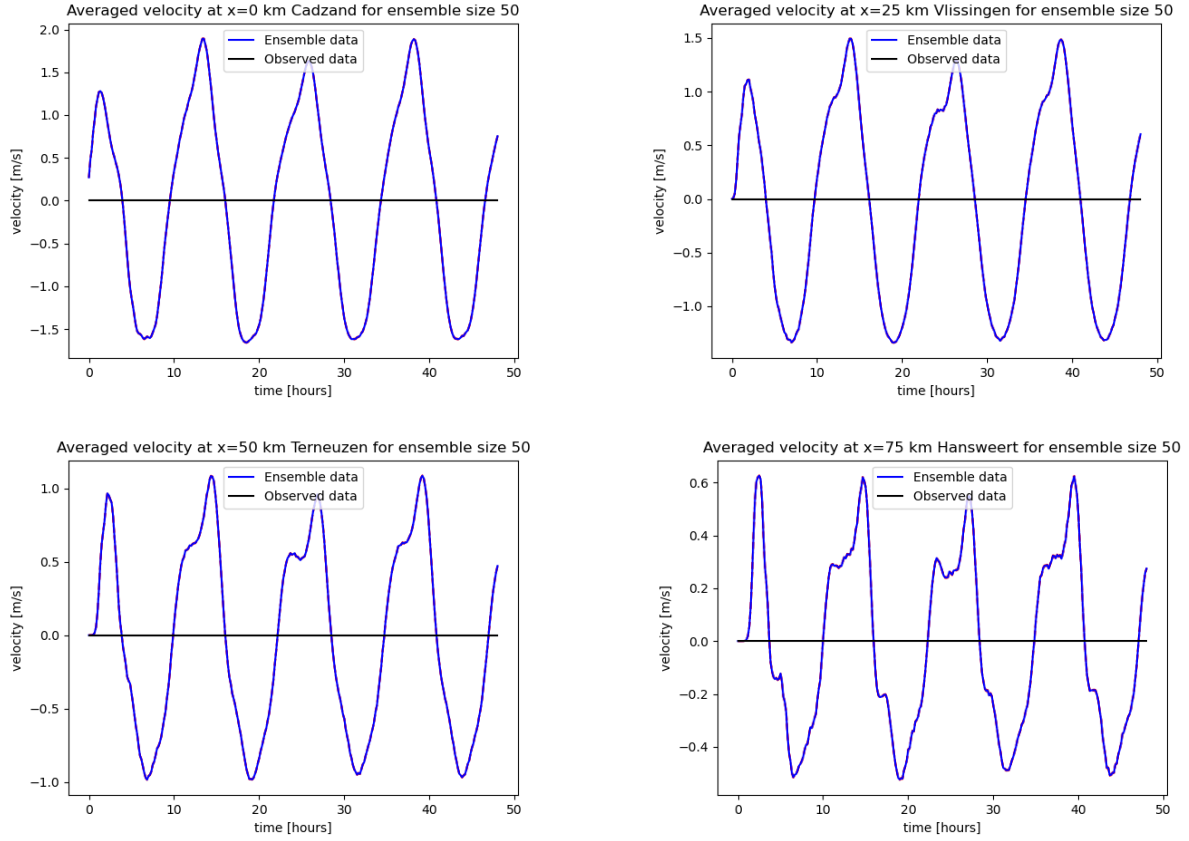 Averaged velocity at x=0 km Cadzand for ensemble size 50
2.0
1.5
1.0
0.5
0.0
−0.5
−1.0
−1.5
velocity [m/s]
Ensemble data
Observed data
0 10 20 30 40 50
time [hours]
Averaged velocity at x=25 km Vlissingen for ensemble size 50
1.5
1.0
0.5
0.0
−0.5
−1.0
velocity [m/s]
Ensemble data
Observed data
0 10 20 30 40 50
time [hours]
Averaged velocity at x=50 km Terneuzen for ensemble size 50
1.0
0.5
0.0
−0.5
−1.0
velocity [m/s]
Ensemble data
Observed data
0 10 20 30 40 50
time [hours]
Averaged velocity at x=75 km Hansweert for ensemble size 50
0.6
0.4
0.2
0.0
−0.2
−0.4
velocity [m/s]
Ensemble data
Observed data
0 10 20 30 40 50
time [hours]